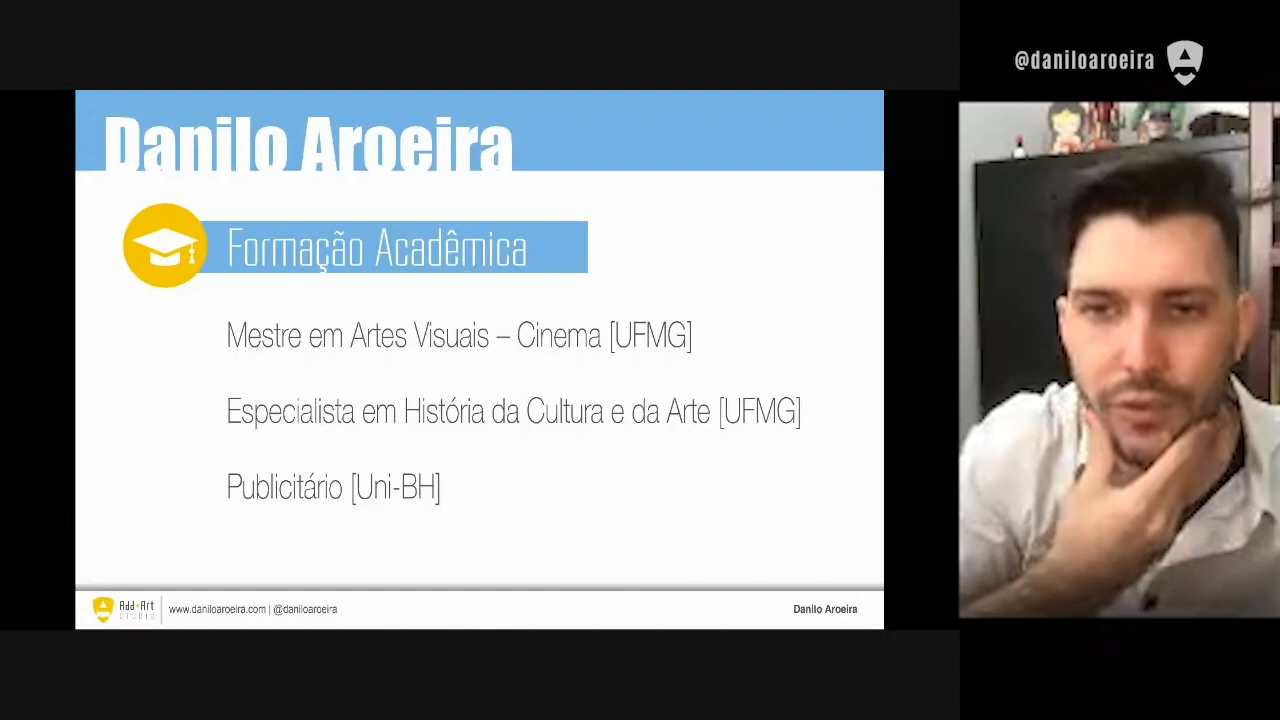 @daniloaroeira
Danilo Aroeira
Formação Acadêmica
Mestre em Artes Visuais – Cinema [UFMG]
Especialista em História da Cultura e da Arte [UFMG]
Publicitário [Uni-BH]
Add+Art
STUDIO
www.daniloaroeira.com | @daniloaroeira
Danilo Aroeira